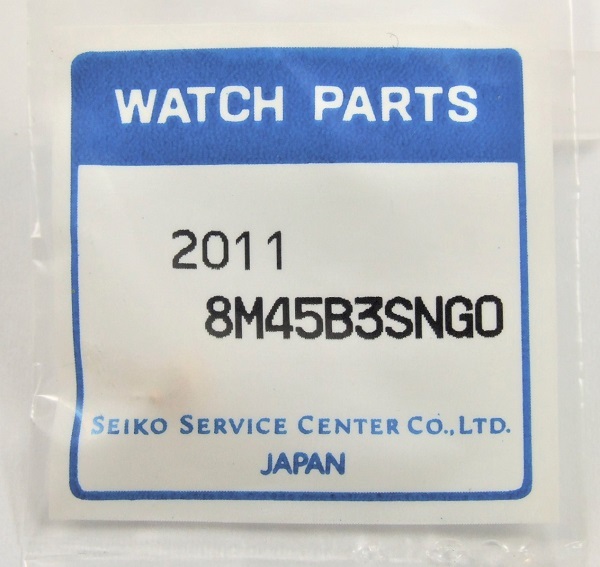 WATCH PARTS
2011
8M45B3SNG0
SEIKO SERVICE CENTER CO.,LTD.
JAPAN